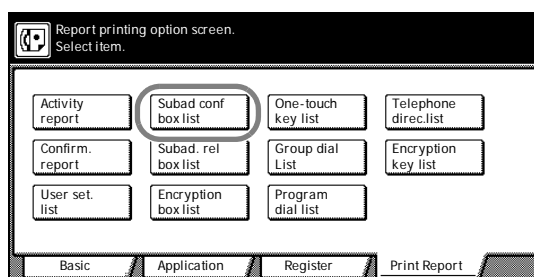 Report printing option screen.
Select item.
Activity
report
Subad conf
box list
One-touch
key list
Telephone
direc.list
Confirm.
report
Subad. rel
box list
Group dial
List
Encryption
key list
User set.
list
Encryption
box list
Program
dial list
Basic
Application
Register
Print Report